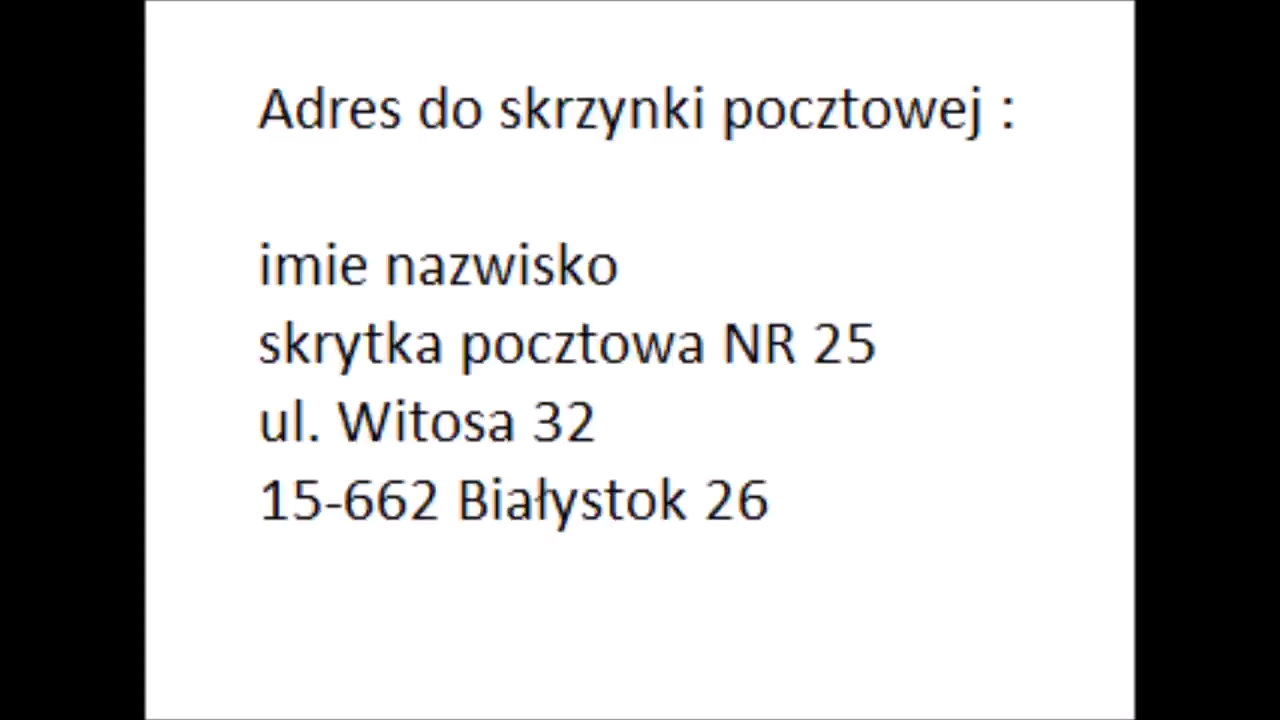 Adres do skrzynki pocztowej :
imie nazwisko
skrytka pocztowa NR 25
ul. Witosa 32
15-662 Białystok 26